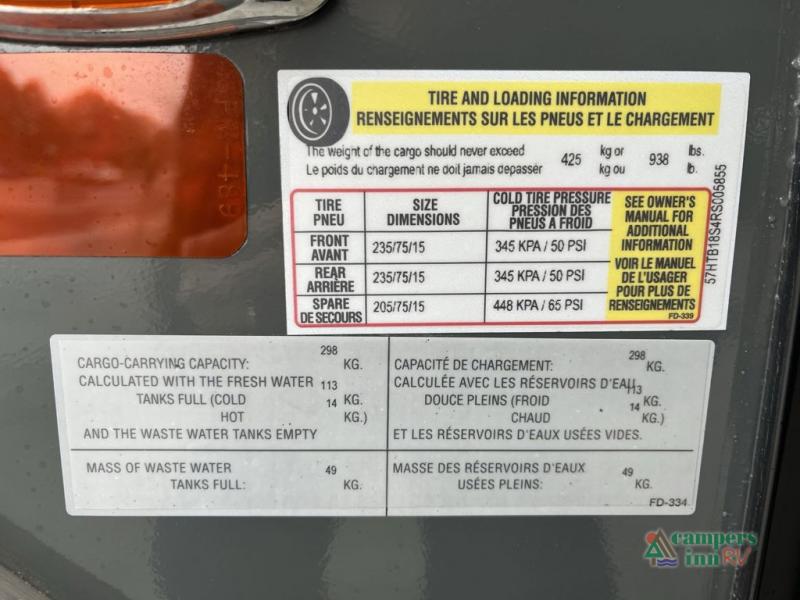 TIRE AND LOADING INFORMATION
RENSEIGNEMENTS SUR LES PNEUS ET LE CHARGEMENT
The weight of the cargo should never exceed 425 kg or 938 lbs.
Le poids du chargement ne doit jamais depasser kg ou lb.
TIRE PNEU
SIZE DIMENSIONS
COLD TIRE PRESSURE PRESSION DES PNEUS A FROID
FRONT AVANT 235/75/15 345 KPA / 50 PSI
REAR ARRIÈRE 235/75/15 345 KPA / 50 PSI
SPARE DE SECOURS 205/75/15 448 KPA / 65 PSI
SEE OWNER'S
MANUAL FOR
ADDITIONAL
INFORMATION
VOIR LE MANUEL
DE L'USAGER
POUR PLUS DE
RENSEIGNEMENTS
FD-339
57HTB18S4RS005855
CARGO-CARRYING CAPACITY: 298 KG.
CALCULATED WITH THE FRESH WATER 113
TANKS FULL (COLD 14 KG.
HOT KG.)
AND THE WASTE WATER TANKS EMPTY
MASS OF WASTE WATER 49
TANKS FULL: KG.
CAPACITÉ DE CHARGEMENT: 298 KG.
CALCULÉE AVEC LES RÉSERVOIRS D'EAU 113
DOUCE PLEINS (FROID 14 KG.
CHAUD KG.)
ET LES RÉSERVOIRS D'EAUX USÉES VIDES.
MASSE DES RÉSERVOIRS D'EAUX 49
USÉES PLEINS: KG.
FD-334
campers
inn RV